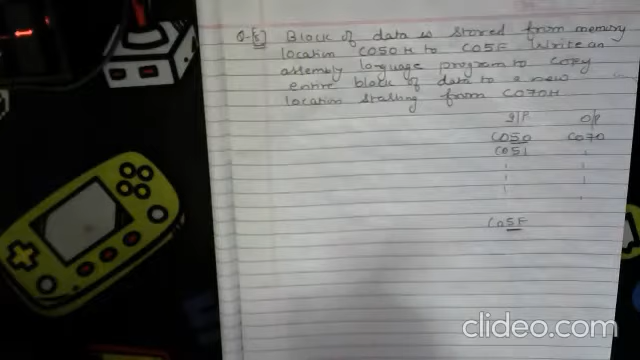 Q-[8] Block of data is stored from memory
location C050H to C05F Write an
assembly language program to copy
entire block of data to a new
location starting from C070H
I/P O/P
C050 C070
C051
C05F
clideo.com